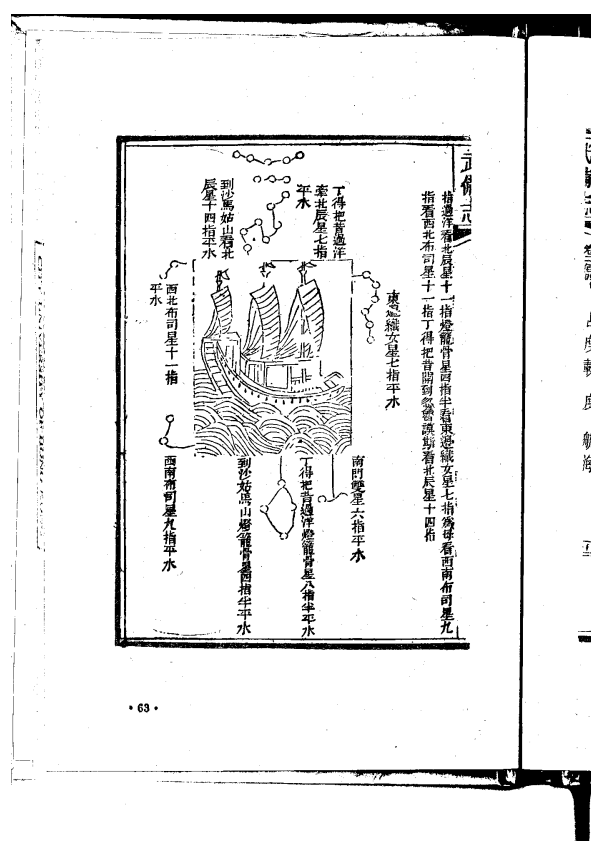 武備志
指過洋看北辰星十一指燈籠骨星四指半看東邊織女星七指為母看西南布司星九
指看西北布司星十一指丁得把昔開到忽魯謨斯看北辰星十四指
東邊織女星七指平水
丁得把昔過洋
牽北辰星七指
平水
到沙馬姑山看北
辰星十四指平水
西北布司星十一指
平水
南門雙星六指平水
丁得把昔過洋燈籠骨星八指半平水
到沙姑馬山燈籠骨星四指半平水
西南布司星九指平水
• 63 •